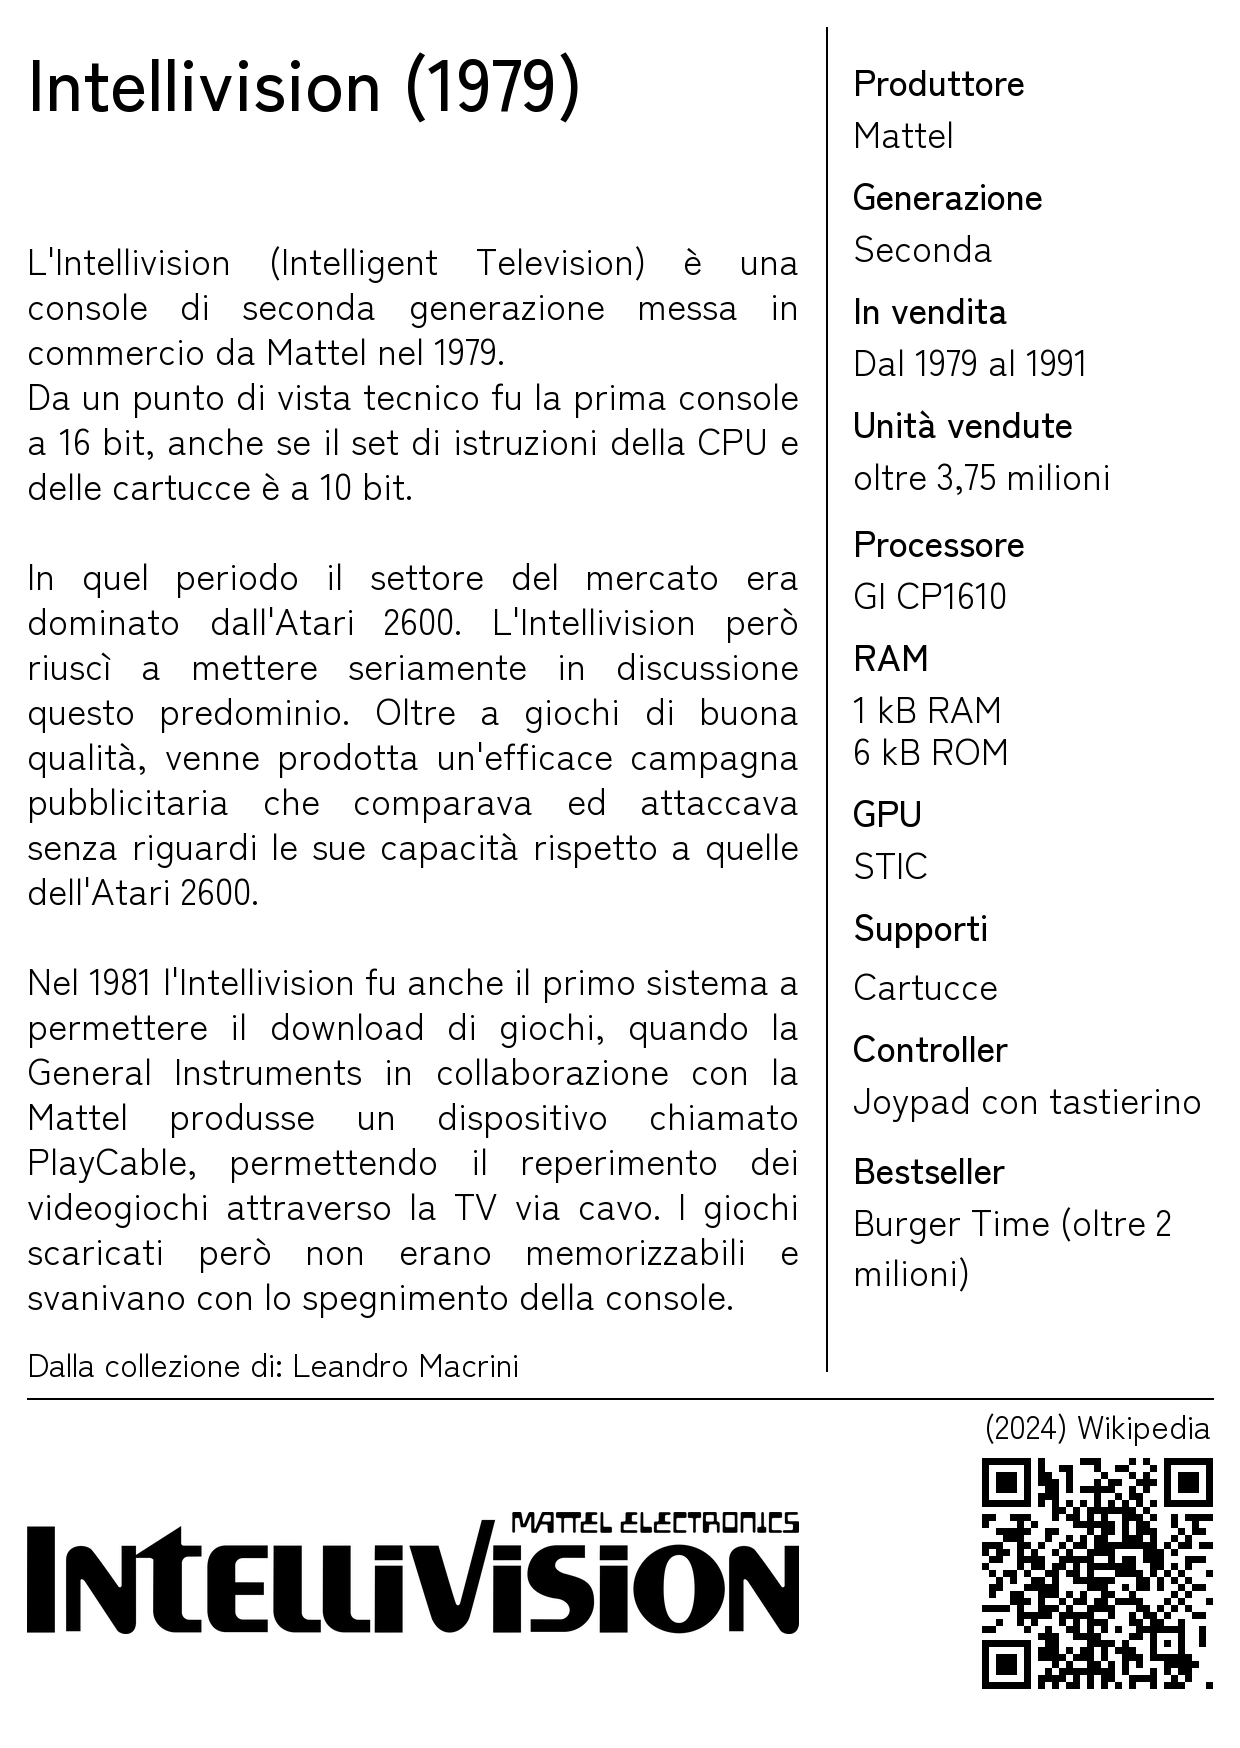 Intellivision (1979)
L'Intellivision (Intelligent Television) è una
console di seconda generazione messa in
commercio da Mattel nel 1979.
Da un punto di vista tecnico fu la prima console
a 16 bit, anche se il set di istruzioni della CPU e
delle cartucce è a 10 bit.
In quel periodo il settore del mercato era
dominato dall'Atari 2600. L'Intellivision però
riuscì a mettere seriamente in discussione
questo predominio. Oltre a giochi di buona
qualità, venne prodotta un'efficace campagna
pubblicitaria che comparava ed attaccava
senza riguardi le sue capacità rispetto a quelle
dell'Atari 2600.
Nel 1981 l'Intellivision fu anche il primo sistema a
permettere il download di giochi, quando la
General Instruments in collaborazione con la
Mattel produsse un dispositivo chiamato
PlayCable, permettendo il reperimento dei
videogiochi attraverso la TV via cavo. I giochi
scaricati però non erano memorizzabili e
svanivano con lo spegnimento della console.
Dalla collezione di: Leandro Macrini
Produttore
Mattel
Generazione
Seconda
In vendita
Dal 1979 al 1991
Unità vendute
oltre 3,75 milioni
Processore
GI CP1610
RAM
1 kB RAM
6 kB ROM
GPU
STIC
Supporti
Cartucce
Controller
Joypad con tastierino
Bestseller
Burger Time (oltre 2
milioni)
(2024) Wikipedia
MATTEL ELECTRONICS
INTELLIVISION